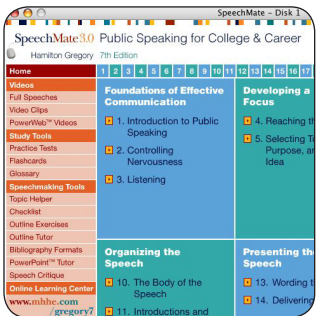 SpeechMate – Disk 1
SpeechMate 3.0 Public Speaking for College & Career
Hamilton Gregory 7th Edition
Home 1 2 3 4 5 6 7 8 9 10 11 12 13 14 15 16 17
Videos
Full Speeches
Video Clips
PowerWeb™ Videos
Study Tools
Practice Tests
Flashcards
Glossary
Speechmaking Tools
Topic Helper
Checklist
Outline Exercises
Outline Tutor
Bibliography Formats
PowerPoint™ Tutor
Speech Critique
Online Learning Center
www.mhhe.com
/gregory7
Foundations of Effective
Communication
1. Introduction to Public
Speaking
2. Controlling
Nervousness
3. Listening
Developing a
Focus
4. Reaching th
5. Selecting To
Purpose, an
Idea
Organizing the
Speech
10. The Body of the
Speech
11. Introductions and
Presenting the
Speech
13. Wording t
14. Delivering